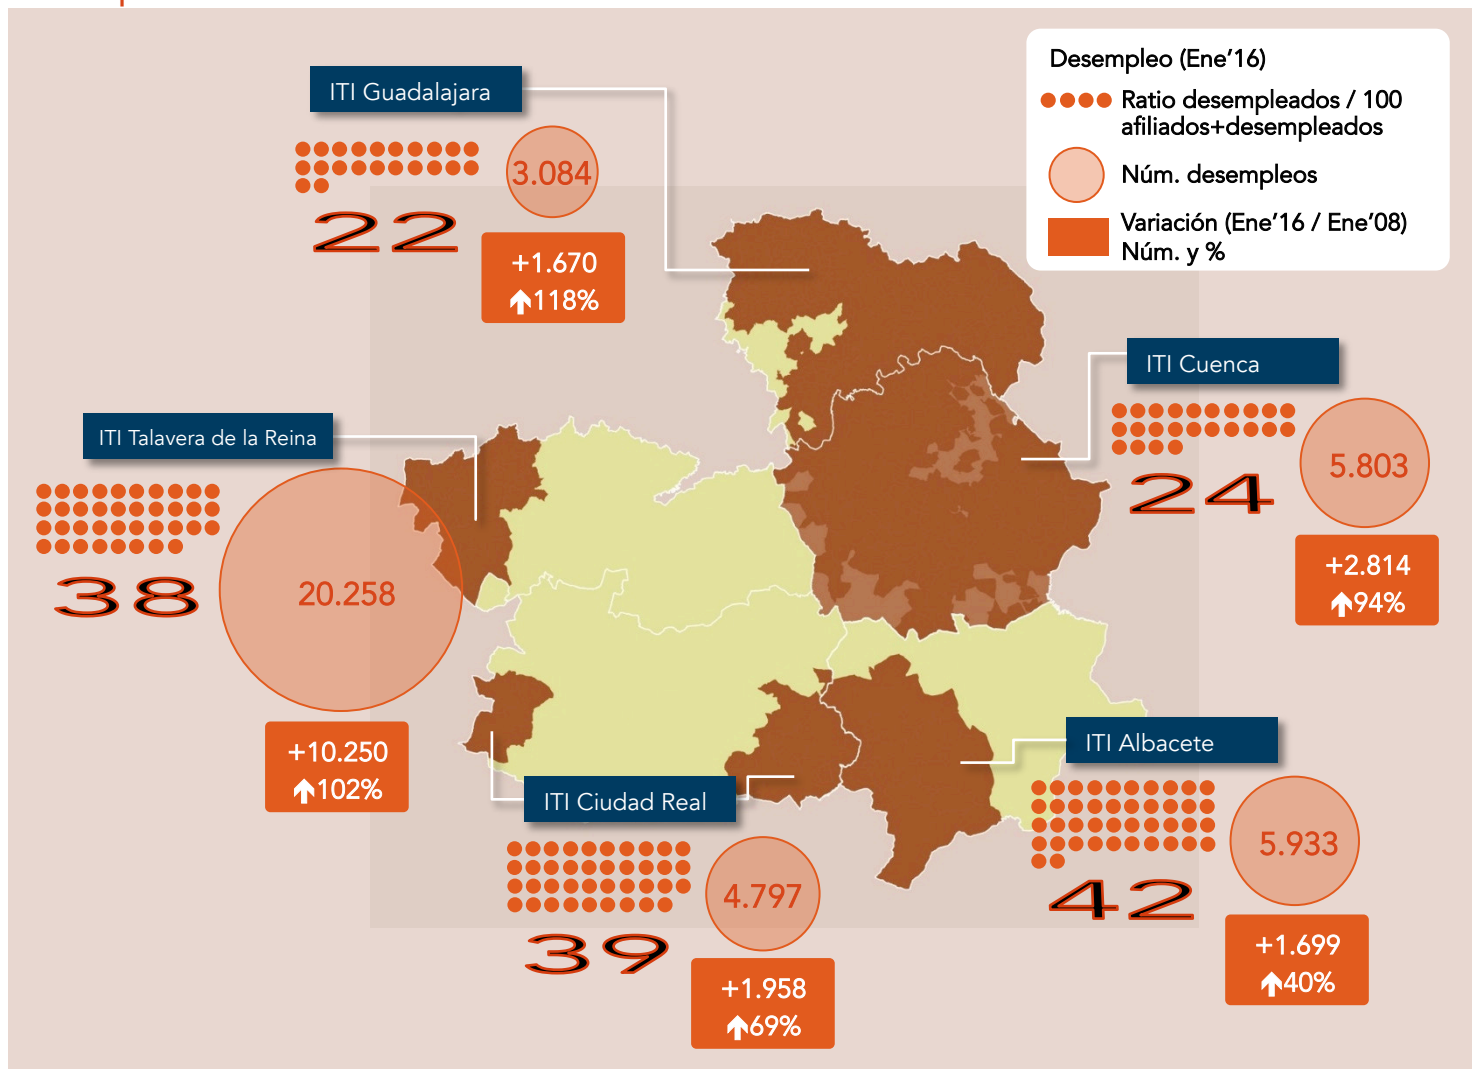 Desempleo (Ene’16)
Ratio desempleados / 100
afiliados+desempleados
Núm. desempleos
Variación (Ene’16 / Ene’08)
Núm. y %
ITI Guadalajara
3.084
22
+1.670
118%
ITI Cuenca
5.803
24
+2.814
94%
ITI Talavera de la Reina
20.258
38
+10.250
102%
ITI Albacete
5.933
42
+1.699
40%
ITI Ciudad Real
4.797
39
+1.958
69%